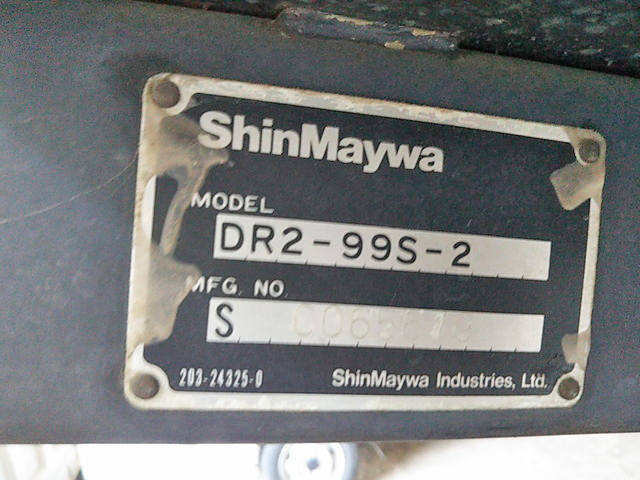 ShinMaywa
MODEL
DR2-99S-2
MFG. NO.
S
203-24325-0
ShinMaywa Industries, Ltd.